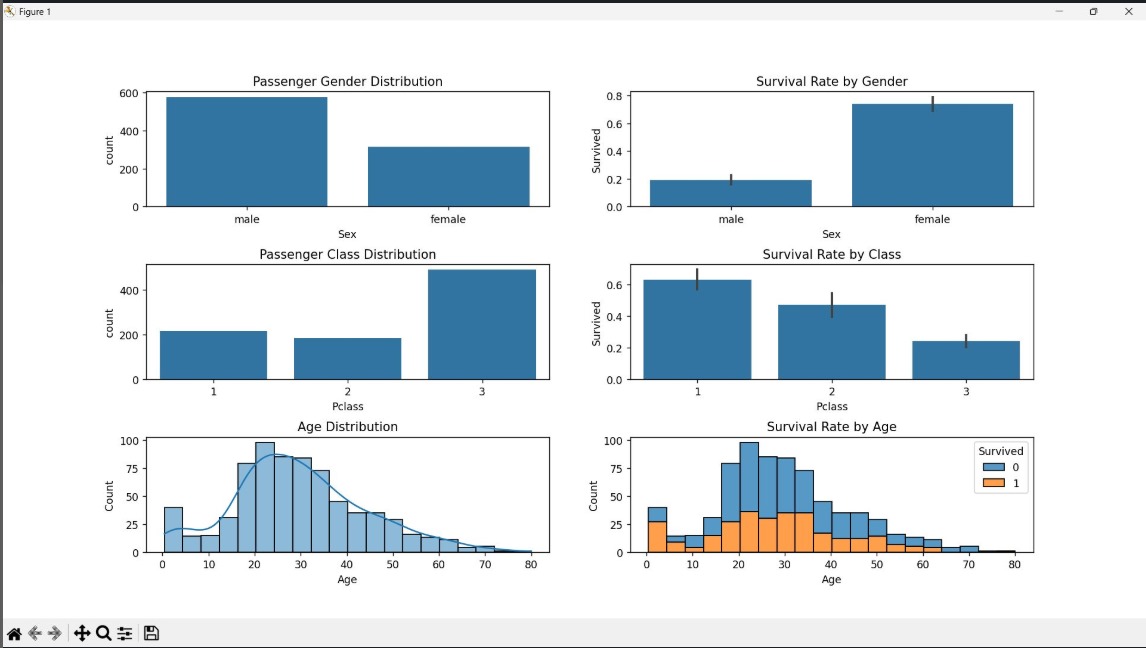 Figure 1
Passenger Gender Distribution
600
400
200
0
count
male female
Sex
Survival Rate by Gender
0.8
0.6
0.4
0.2
0.0
Survived
male female
Sex
Passenger Class Distribution
400
200
0
count
1 2 3
Pclass
Survival Rate by Class
0.6
0.4
0.2
0.0
Survived
1 2 3
Pclass
Age Distribution
100
75
50
25
0
Count
0 10 20 30 40 50 60 70 80
Age
Survival Rate by Age
100
75
50
25
0
Count
Survived
0
1
0 10 20 30 40 50 60 70 80
Age